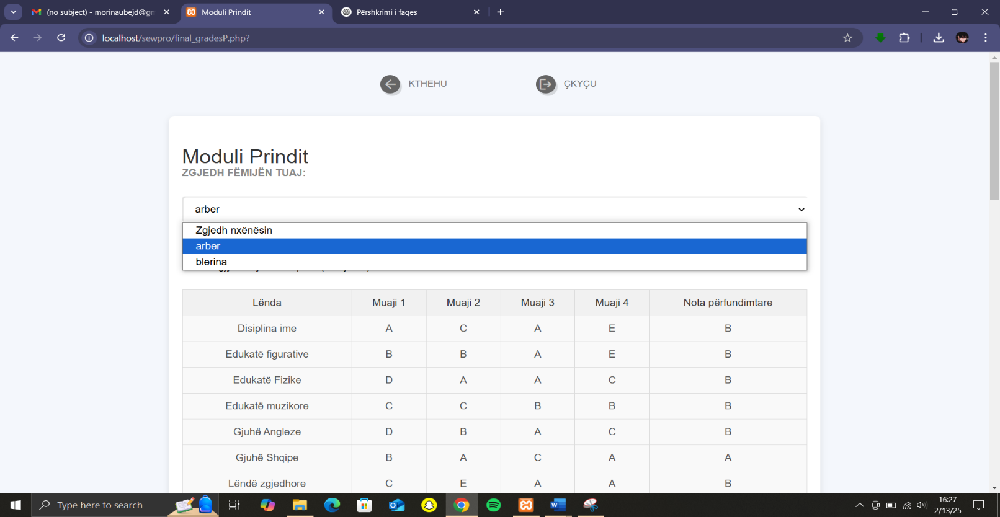 (no subject) - morinaubejd@gm
Moduli Prindit
Përshkrimi i faqes
localhost/sewpro/final_gradesP.php?
KTHEHU
ÇKYÇU
Moduli Prindit
ZGJEDH FËMIJËN TUAJ:
arber
Zgjedh nxënësin
arber
blerina
Lënda Muaji 1 Muaji 2 Muaji 3 Muaji 4 Nota përfundimtare
Disiplina ime A C A E B
Edukatë figurative B B A E B
Edukatë Fizike D A A C B
Edukatë muzikore C C B B B
Gjuhë Angleze D B A C B
Gjuhë Shqipe B A C A A
Lëndë zgjedhore C E A A B
Type here to search
16:27
2/13/25